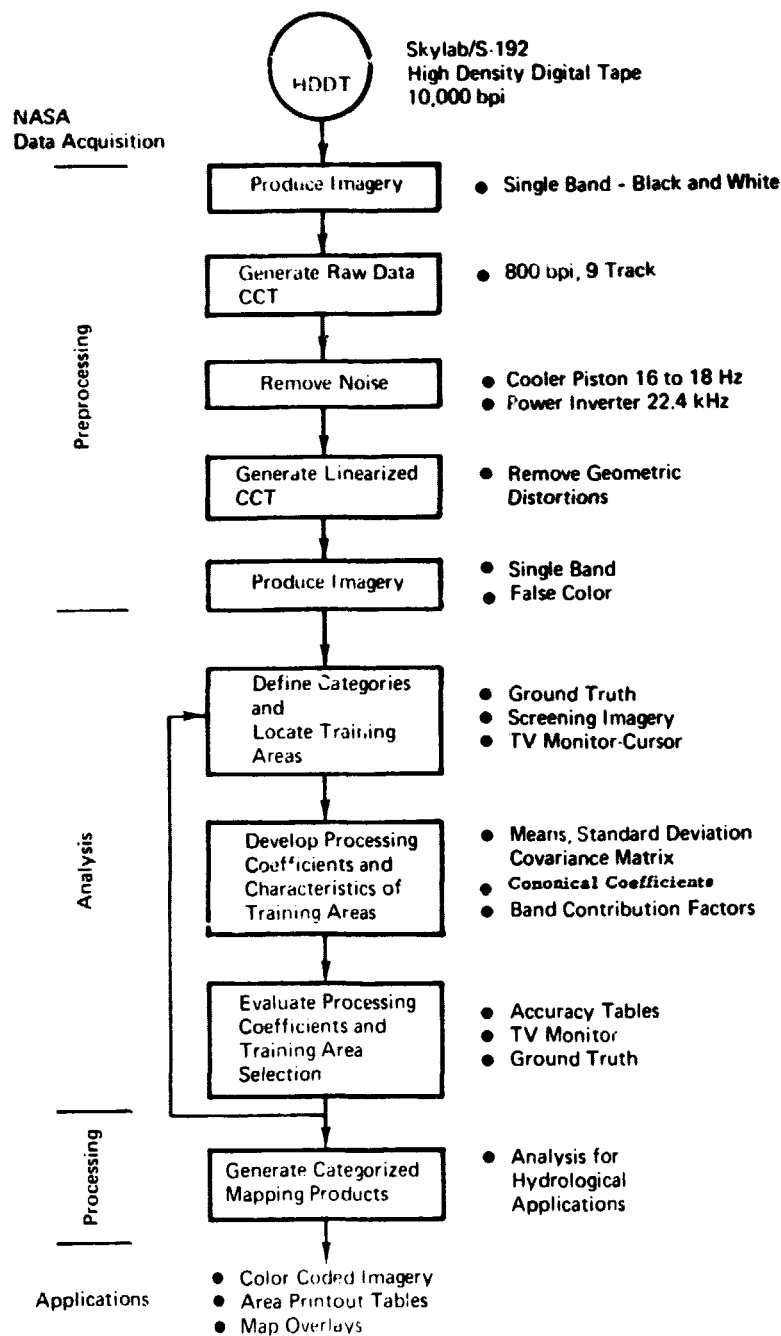 HDDT
Skylab/S-192
High Density Digital Tape
10,000 bpi
NASA
Data Acquisition
Produce Imagery
● Single Band - Black and White
Generate Raw Data
CCT
● 800 bpi, 9 Track
Preprocessing
Remove Noise
● Cooler Piston 16 to 18 Hz
● Power Inverter 22.4 kHz
Generate Linearized
CCT
● Remove Geometric
Distortions
Produce Imagery
● Single Band
● False Color
Define Categories
and
Locate Training
Areas
● Ground Truth
● Screening Imagery
● TV Monitor-Cursor
Analysis
Develop Processing
Coefficients and
Characteristics of
Training Areas
● Means, Standard Deviation
Covariance Matrix
● Cononical Coefficients
● Band Contribution Factors
Evaluate Processing
Coefficients and
Training Area
Selection
● Accuracy Tables
● TV Monitor
● Ground Truth
Processing
Generate Categorized
Mapping Products
● Analysis for
Hydrological
Applications
Applications
● Color Coded Imagery
● Area Printout Tables
● Map Overlays